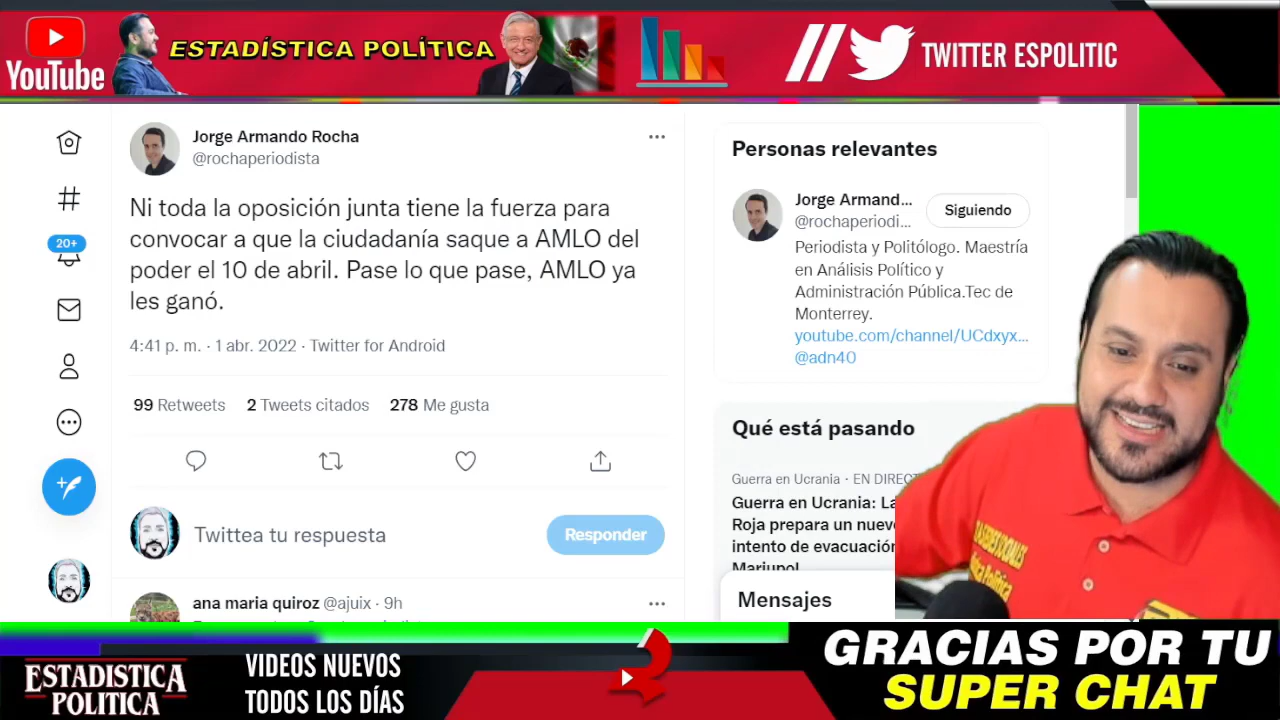 YouTube
ESTADÍSTICA POLÍTICA
TWITTER ESPOLITIC
Jorge Armando Rocha
@rochaperiodista
Ni toda la oposición junta tiene la fuerza para
convocar a que la ciudadanía saque a AMLO del
poder el 10 de abril. Pase lo que pase, AMLO ya
les ganó.
4:41 p. m. · 1 abr. 2022 · Twitter for Android
99 Retweets 2 Tweets citados 278 Me gusta
20+
Twittea tu respuesta
Responder
ana maria quiroz @ajuix · 9h
Personas relevantes
Jorge Armand...
@rochaperiodi...
Siguiendo
Periodista y Politólogo. Maestría
en Análisis Político y
Administración Pública.Tec de
Monterrey.
youtube.com/channel/UCdxyx...
@adn40
Qué está pasando
Guerra en Ucrania · EN DIREC
Guerra en Ucrania: L
Roja prepara un nuev
intento de evacuación
Mariupol
Mensajes
ESTADISTICA
POLÍTICA
VIDEOS NUEVOS
TODOS LOS DÍAS
GRACIAS POR TU
SUPER CHAT